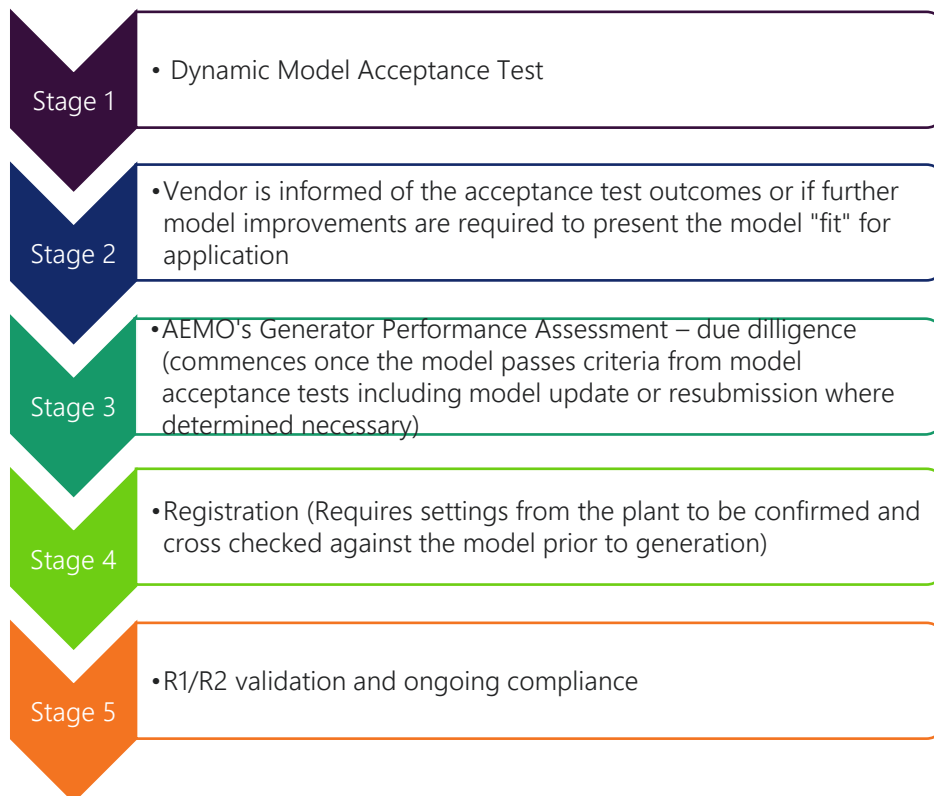 Stage 1
• Dynamic Model Acceptance Test
Stage 2
•Vendor is informed of the acceptance test outcomes or if further
model improvements are required to present the model "fit" for
application
Stage 3
•AEMO's Generator Performance Assessment – due dilligence
(commences once the model passes criteria from model
acceptance tests including model update or resubmission where
determined necessary)
Stage 4
•Registration (Requires settings from the plant to be confirmed and
cross checked against the model prior to generation)
Stage 5
•R1/R2 validation and ongoing compliance